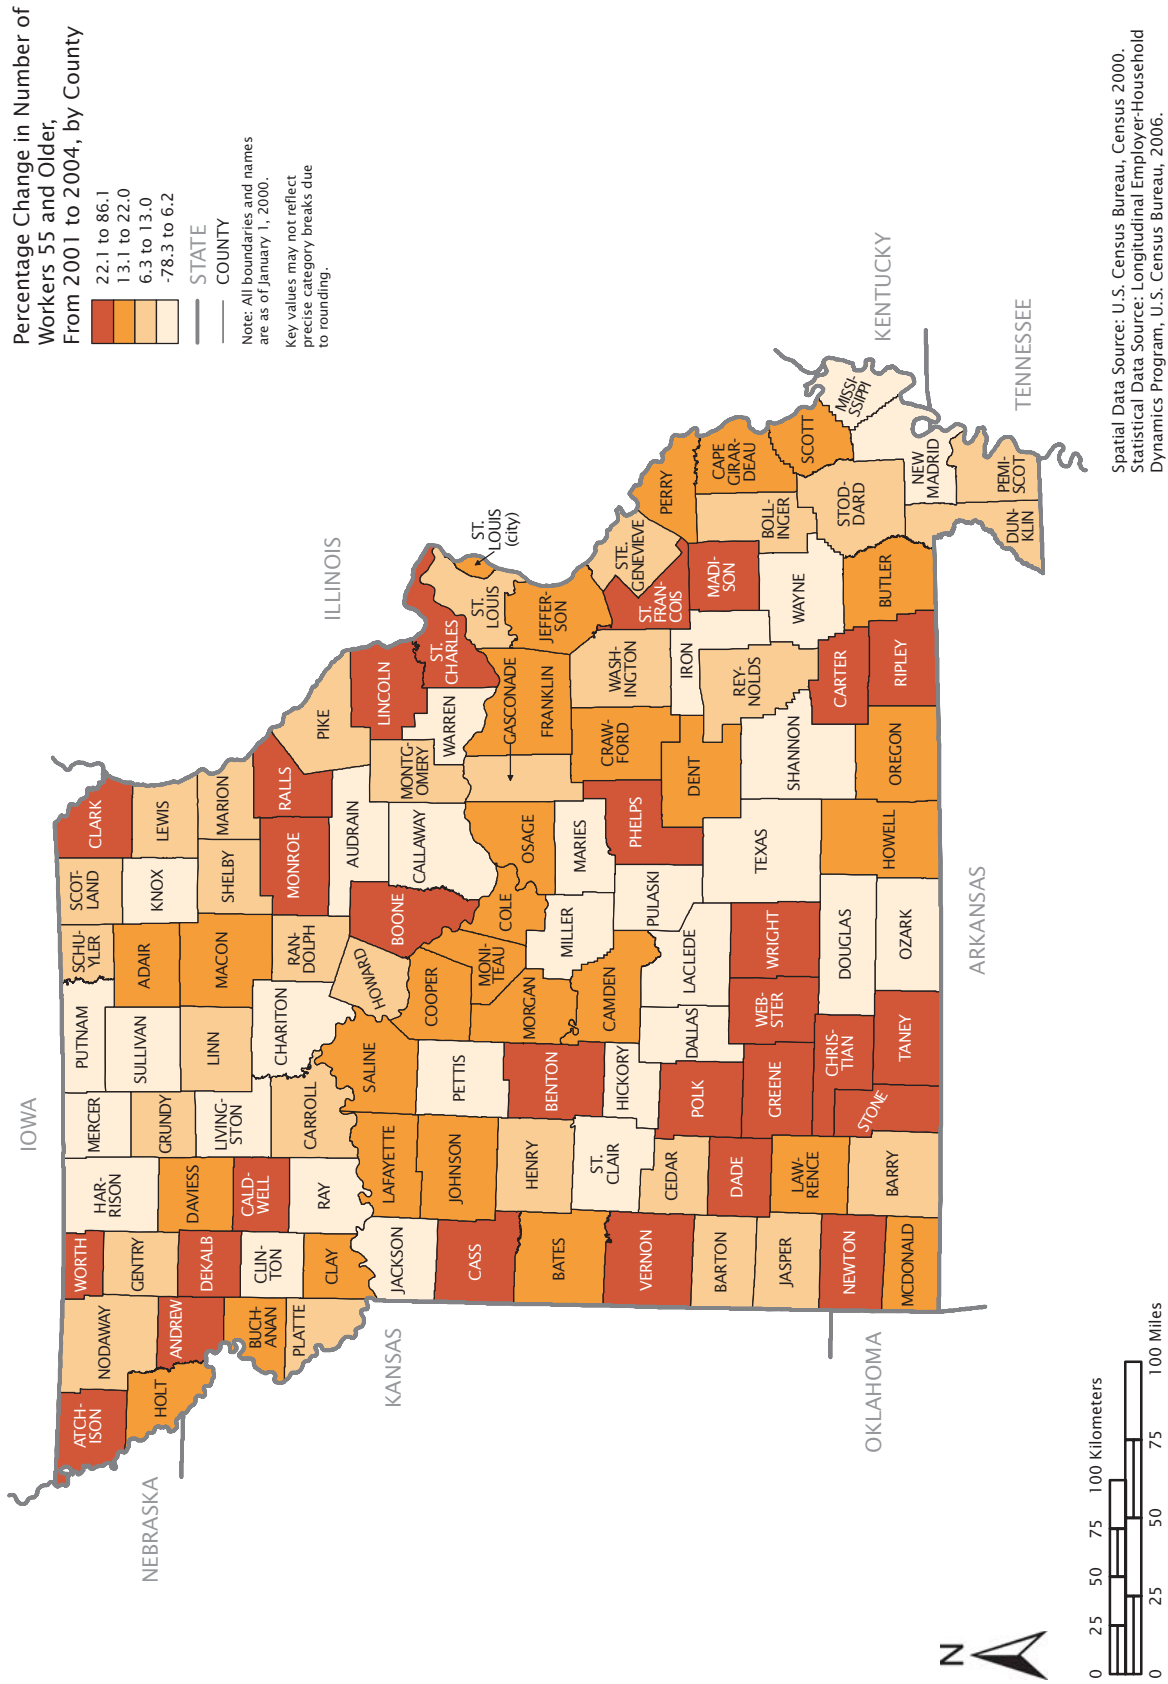 Percentage Change in Number of
Workers 55 and Older,
From 2001 to 2004, by County
22.1 to 86.1
13.1 to 22.0
6.3 to 13.0
-78.3 to 6.2
STATE
COUNTY
Note: All boundaries and names
are as of January 1, 2000.
Key values may not reflect
precise category breaks due
to rounding.
IOWA
NEBRASKA
ILLINOIS
KANSAS
KENTUCKY
TENNESSEE
OKLAHOMA
ARKANSAS
ATCH-
ISON
NODAWAY
WORTH
HAR-
RISON
MERCER
PUTNAM
SCHU-
YLER
SCOT-
LAND
CLARK
HOLT
ANDREW
GENTRY
DEKALB
DAVIESS
GRUNDY
SULLIVAN
ADAIR
KNOX
LEWIS
BUCH-
ANAN
CLIN-
TON
CALD-
WELL
LIVING-
STON
LINN
MACON
SHELBY
MARION
PLATTE
CLAY
RAY
CARROLL
CHARITON
RAN-
DOLPH
MONROE
RALLS
PIKE
JACKSON
LAFAYETTE
SALINE
HOWARD
BOONE
AUDRAIN
CALLAWAY
MONTG-
OMERY
LINCOLN
WARREN
ST.
CHARLES
ST.
LOUIS
ST.
LOUIS
(city)
CASS
JOHNSON
PETTIS
COOPER
MONI-
TEAU
COLE
OSAGE
GASCONADE
FRANKLIN
JEFFER-
SON
BATES
HENRY
BENTON
MORGAN
MILLER
MARIES
CRAW-
FORD
WASH-
INGTON
STE.
GENEVIEVE
ST.
FRAN-
COIS
PERRY
VERNON
ST.
CLAIR
HICKORY
CAMDEN
PULASKI
PHELPS
DENT
IRON
MADI-
SON
CAPE
GIRAR-
DEAU
BARTON
CEDAR
POLK
DALLAS
LACLEDE
TEXAS
REY-
NOLDS
WAYNE
BOLL-
INGER
SCOTT
JASPER
DADE
GREENE
WEB-
STER
WRIGHT
SHANNON
CARTER
BUTLER
STOD-
DARD
MISSI-
SSIPPI
NEWTON
LAW-
RENCE
CHRIS-
TIAN
DOUGLAS
HOWELL
OREGON
RIPLEY
NEW
MADRID
MCDONALD
BARRY
STONE
TANEY
OZARK
DUN-
KLIN
PEMI-
SCOT
N
0 25 50 75 100 Kilometers
0 25 50 75 100 Miles
Spatial Data Source: U.S. Census Bureau, Census 2000.
Statistical Data Source: Longitudinal Employer-Household
Dynamics Program, U.S. Census Bureau, 2006.